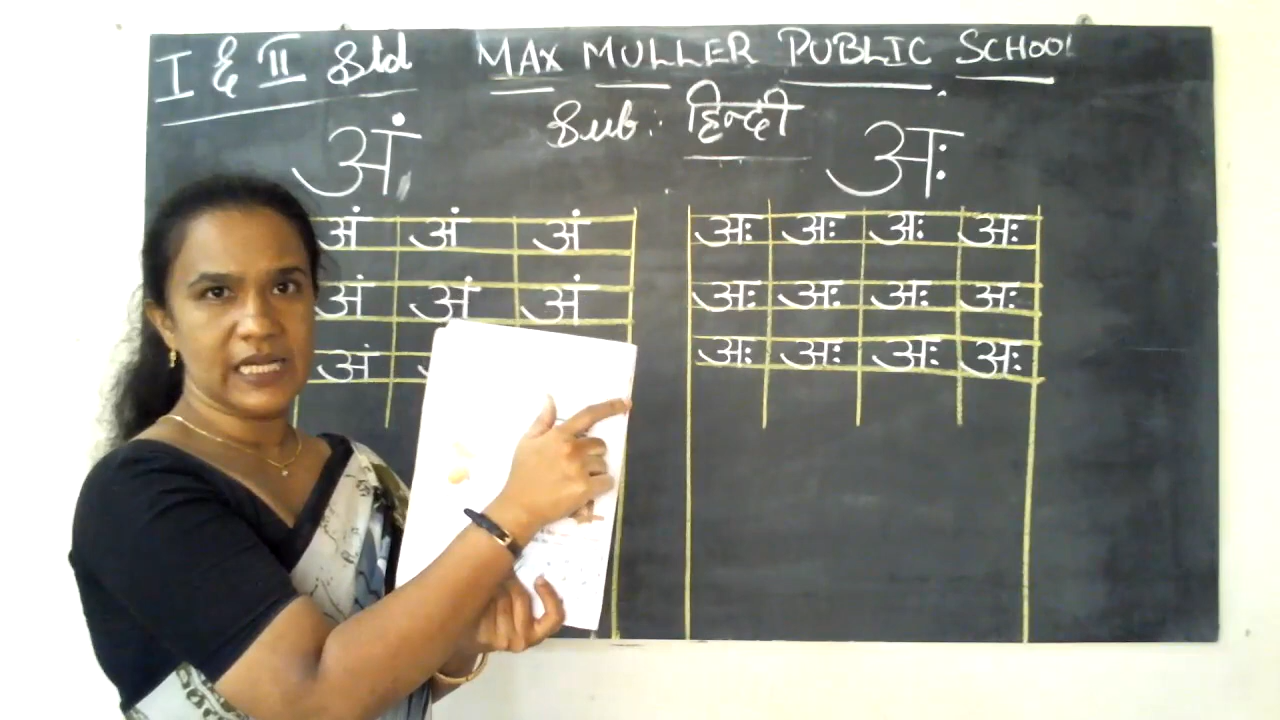 I & II Std MAX MULLER PUBLIC SCHOOL
Sub: हिन्दी
अं अः
अं अं अं अः अः अः अः
अं अं अं अः अः अः अः
अं अः अः अः अः